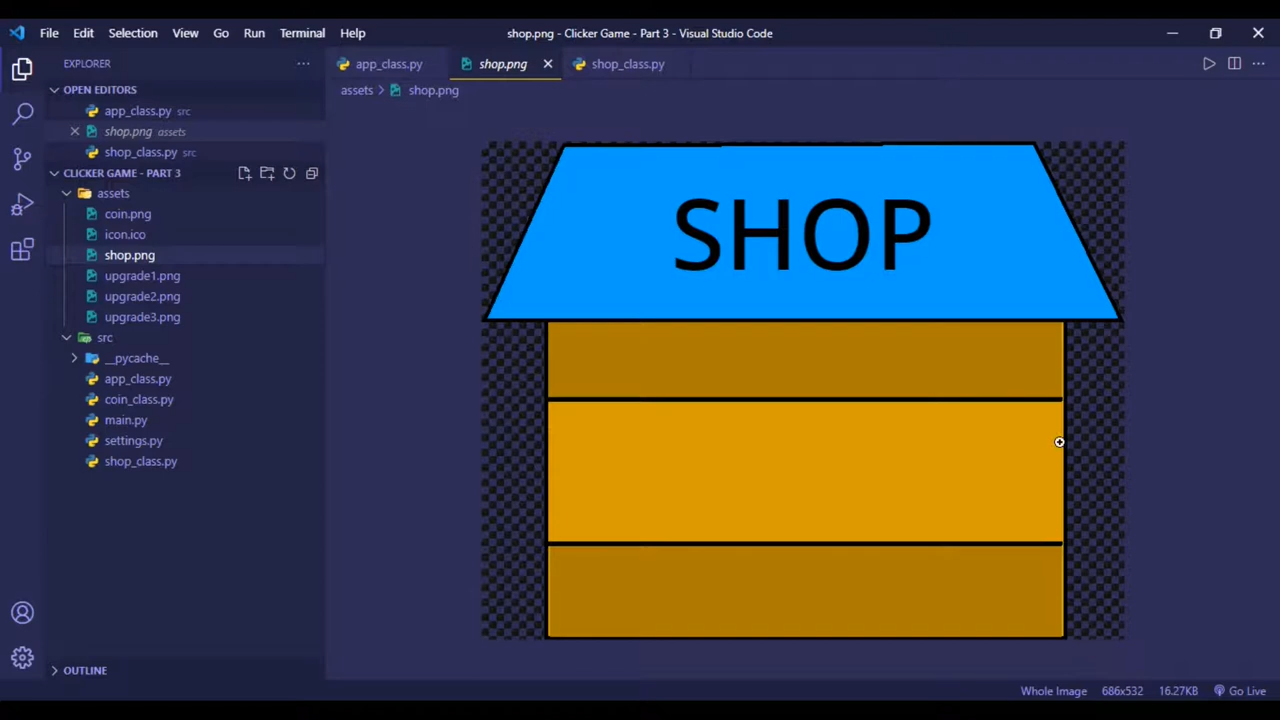 File Edit Selection View Go Run Terminal Help shop.png - Clicker Game - Part 3 - Visual Studio Code
EXPLORER
app_class.py shop.png shop_class.py
OPEN EDITORS
assets shop.png
app_class.py src
shop.png assets
shop_class.py src
CLICKER GAME - PART 3
assets
coin.png
icon.ico
shop.png
upgrade1.png
upgrade2.png
upgrade3.png
src
__pycache__
app_class.py
coin_class.py
main.py
settings.py
shop_class.py
SHOP
OUTLINE
Whole Image 686x532 16.27KB Go Live